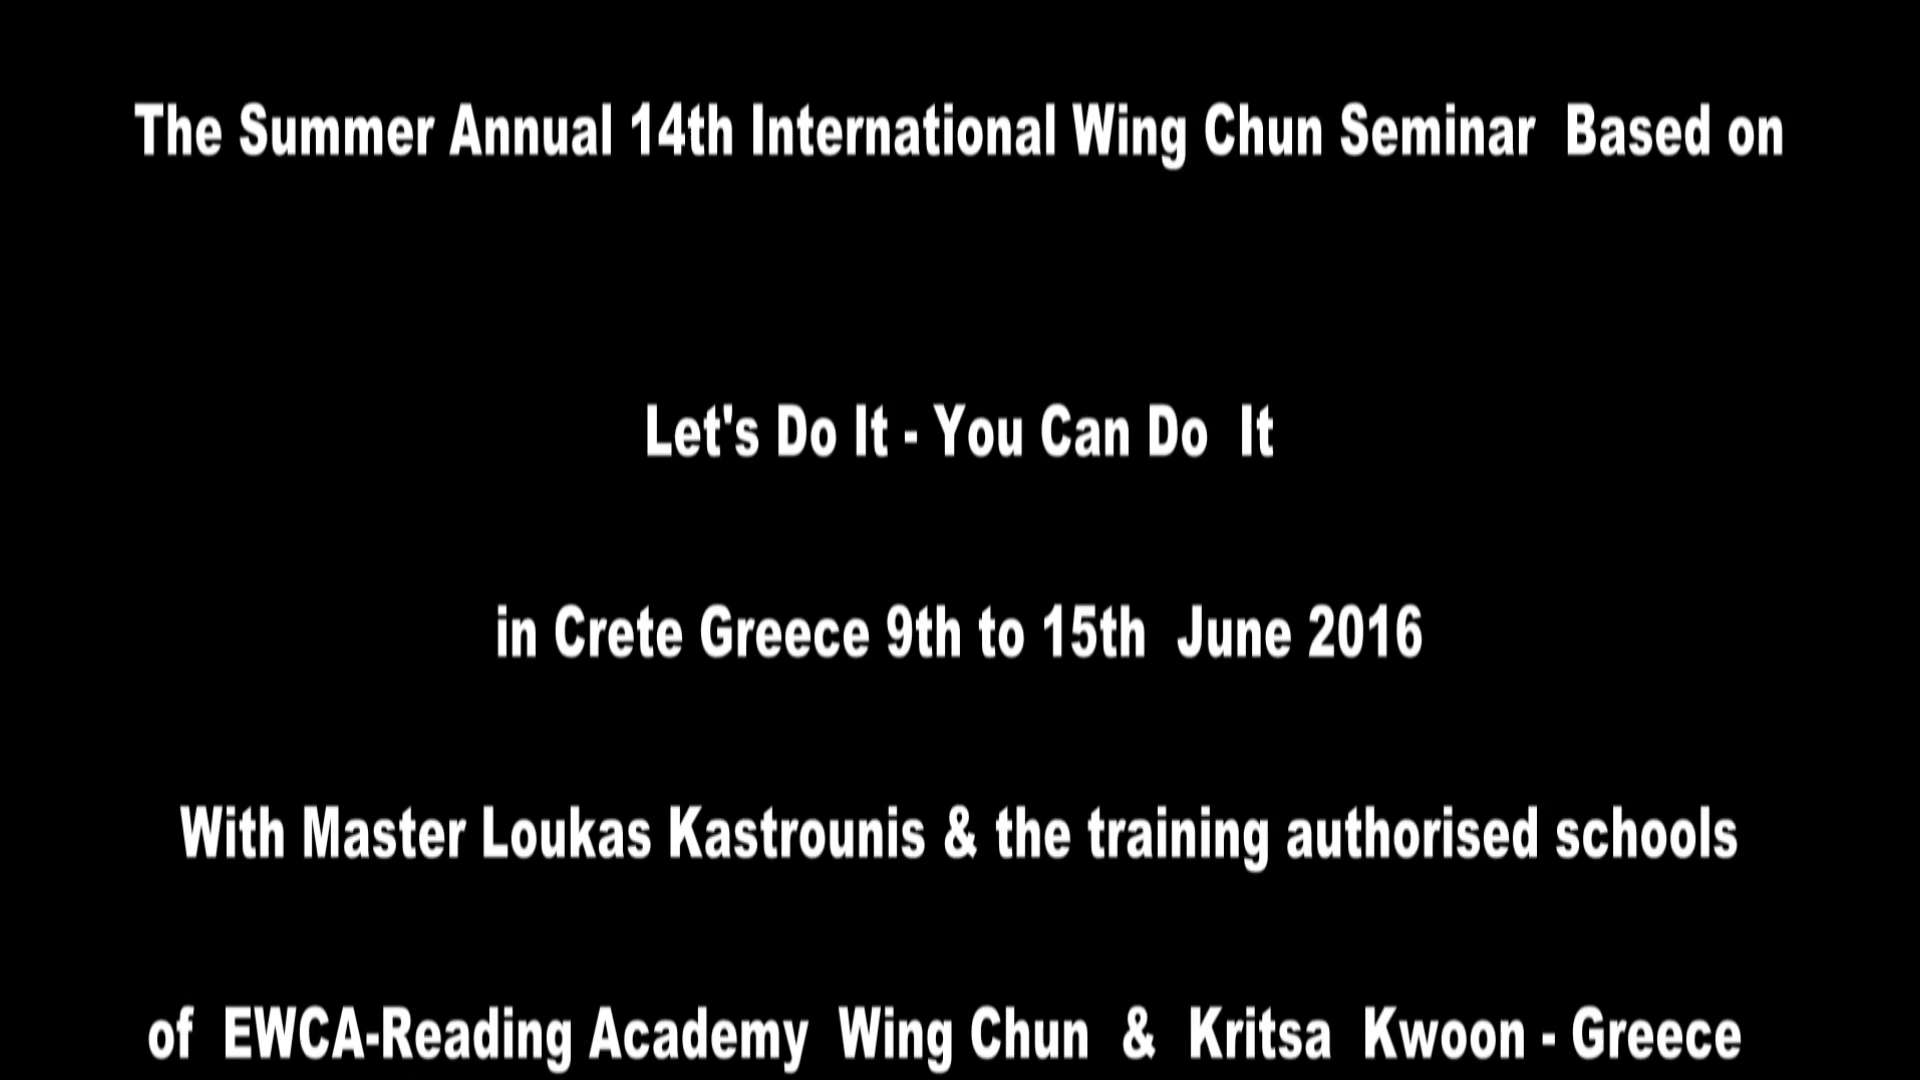 The Summer Annual 14th International Wing Chun Seminar  Based on
Let's Do It - You Can Do  It
in Crete Greece 9th to 15th  June 2016
With Master Loukas Kastrounis & the training authorised schools
of  EWCA-Reading Academy  Wing Chun  &  Kritsa  Kwoon - Greece